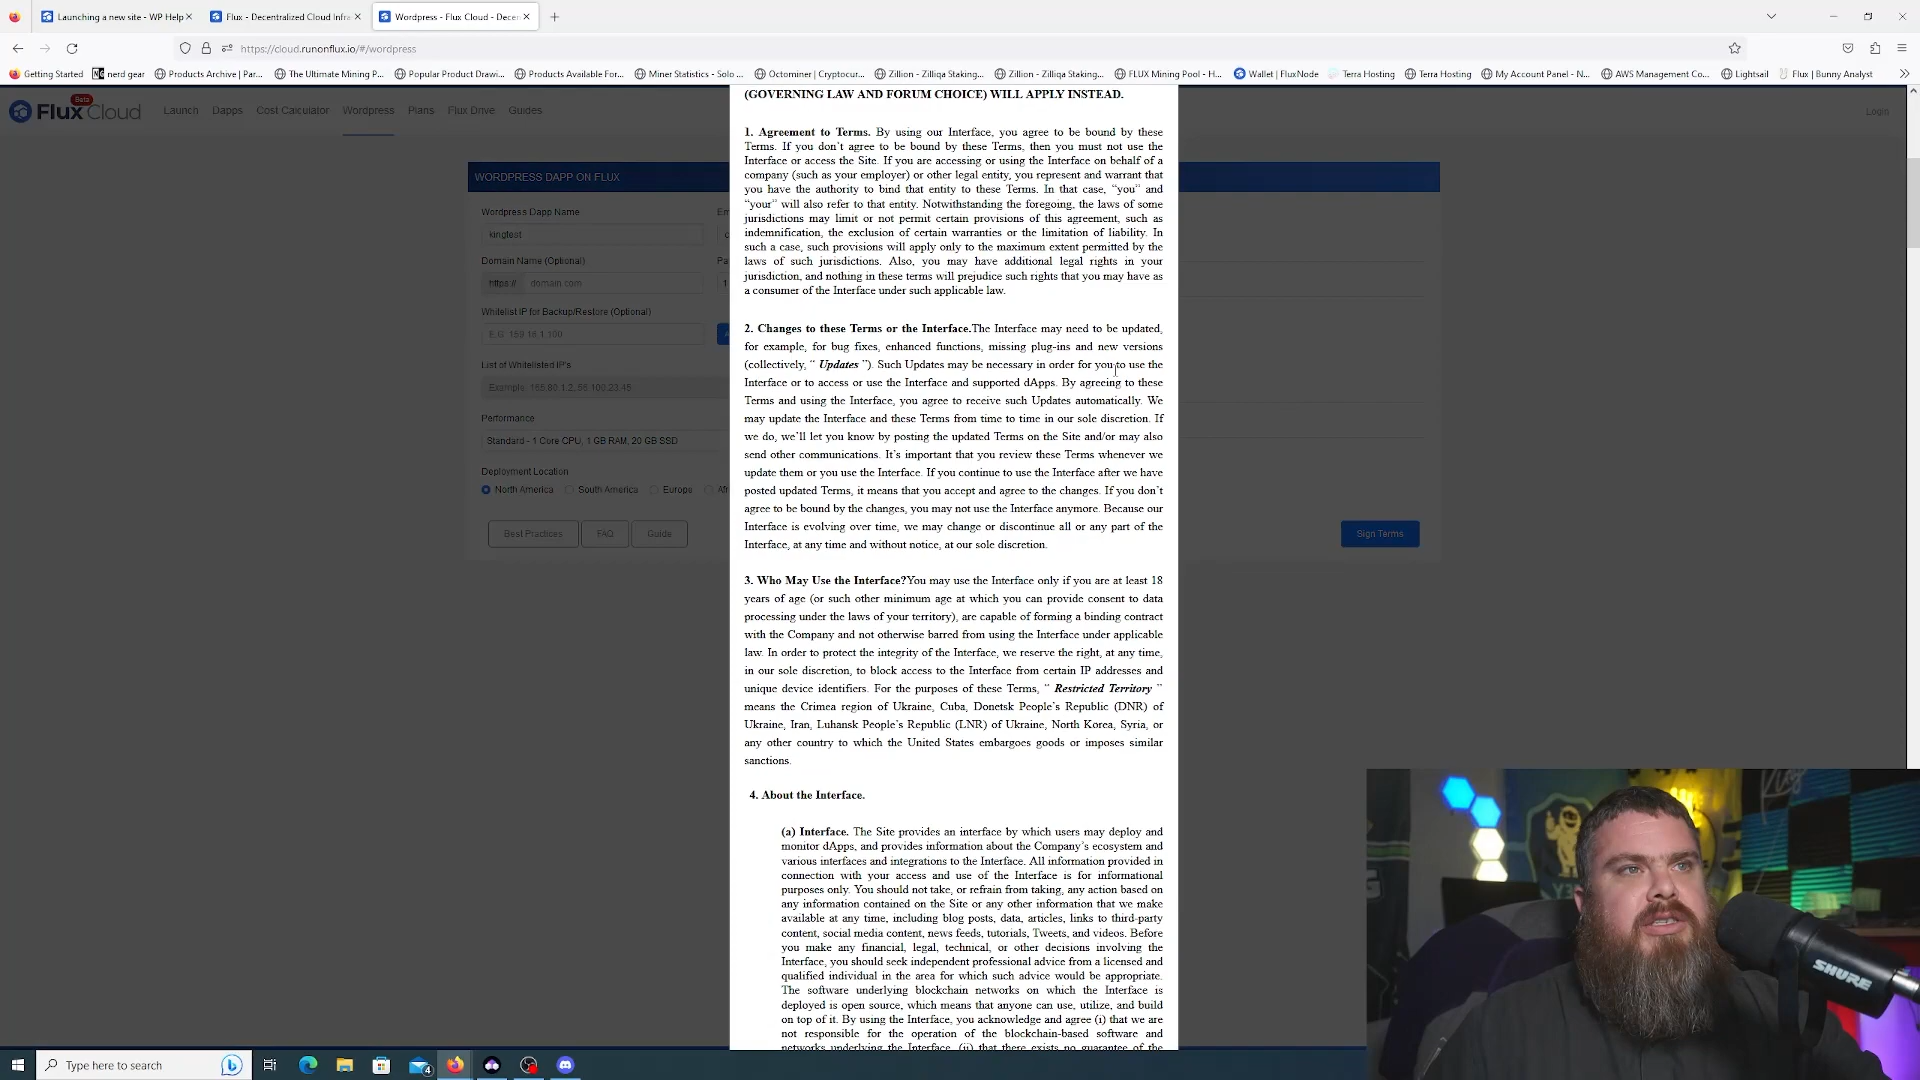 Launching a new site - WP Help
Flux - Decentralized Cloud Infra
Wordpress - Flux Cloud - Decen
https://cloud.runonflux.io/#/wordpress
Getting Started
nerd gear
Products Archive | Par...
The Ultimate Mining P...
Popular Product Drawi...
Products Available For...
Miner Statistics - Solo ...
Octominer | Cryptocur...
Zillion - Zilliqa Staking...
Zillion - Zilliqa Staking...
FLUX Mining Pool - H...
Wallet | FluxNode
Terra Hosting
Terra Hosting
My Account Panel - N...
AWS Management Co...
Lightsail
Flux | Bunny Analyst
Flux Cloud
Beta
Launch
Dapps
Cost Calculator
Wordpress
Plans
Flux Drive
Guides
Login
WORDPRESS DAPP ON FLUX
Wordpress Dapp Name
Em
kingtest
c
Domain Name (Optional)
Pa
https://
domain.com
1
Whitelist IP for Backup/Restore (Optional)
E.G. 159.16.1.100
A
List of Whitelisted IP's
Example: 155.80.1.2, 56.100.23.45
Performance
Standard - 1 Core CPU, 1 GB RAM, 20 GB SSD
Deployment Location
North America
South America
Europe
Afr
Best Practices
FAQ
Guide
Sign Terms
(GOVERNING LAW AND FORUM CHOICE) WILL APPLY INSTEAD.
1. Agreement to Terms. By using our Interface, you agree to be bound by these
Terms. If you don't agree to be bound by these Terms, then you must not use the
Interface or access the Site. If you are accessing or using the Interface on behalf of a
company (such as your employer) or other legal entity, you represent and warrant that
you have the authority to bind that entity to these Terms. In that case, “you” and
“your” will also refer to that entity. Notwithstanding the foregoing, the laws of some
jurisdictions may limit or not permit certain provisions of this agreement, such as
indemnification, the exclusion of certain warranties or the limitation of liability. In
such a case, such provisions will apply only to the maximum extent permitted by the
laws of such jurisdictions. Also, you may have additional legal rights in your
jurisdiction, and nothing in these terms will prejudice such rights that you may have as
a consumer of the Interface under such applicable law.
2. Changes to these Terms or the Interface.The Interface may need to be updated,
for example, for bug fixes, enhanced functions, missing plug-ins and new versions
(collectively, “ Updates ”). Such Updates may be necessary in order for you to use the
Interface or to access or use the Interface and supported dApps. By agreeing to these
Terms and using the Interface, you agree to receive such Updates automatically. We
may update the Interface and these Terms from time to time in our sole discretion. If
we do, we'll let you know by posting the updated Terms on the Site and/or may also
send other communications. It's important that you review these Terms whenever we
update them or you use the Interface. If you continue to use the Interface after we have
posted updated Terms, it means that you accept and agree to the changes. If you don't
agree to be bound by the changes, you may not use the Interface anymore. Because our
Interface is evolving over time, we may change or discontinue all or any part of the
Interface, at any time and without notice, at our sole discretion.
3. Who May Use the Interface?You may use the Interface only if you are at least 18
years of age (or such other minimum age at which you can provide consent to data
processing under the laws of your territory), are capable of forming a binding contract
with the Company and not otherwise barred from using the Interface under applicable
law. In order to protect the integrity of the Interface, we reserve the right, at any time,
in our sole discretion, to block access to the Interface from certain IP addresses and
unique device identifiers. For the purposes of these Terms, “ Restricted Territory ”
means the Crimea region of Ukraine, Cuba, Donetsk People's Republic (DNR) of
Ukraine, Iran, Luhansk People's Republic (LNR) of Ukraine, North Korea, Syria, or
any other country to which the United States embargoes goods or imposes similar
sanctions.
4. About the Interface.
(a) Interface. The Site provides an interface by which users may deploy and
monitor dApps, and provides information about the Company's ecosystem and
various interfaces and integrations to the Interface. All information provided in
connection with your access and use of the Interface is for informational
purposes only. You should not take, or refrain from taking, any action based on
any information contained on the Site or any other information that we make
available at any time, including blog posts, data, articles, links to third-party
content, social media content, news feeds, tutorials, Tweets, and videos. Before
you make any financial, legal, technical, or other decisions involving the
Interface, you should seek independent professional advice from a licensed and
qualified individual in the area for which such advice would be appropriate.
The software underlying blockchain networks on which the Interface is
deployed is open source, which means that anyone can use, utilize, and build
on top of it. By using the Interface, you acknowledge and agree (i) that we are
not responsible for the operation of the blockchain-based software and
networks underlying the Interface, (ii) that there exists no guarantee of the
SHURE
Type here to search
4